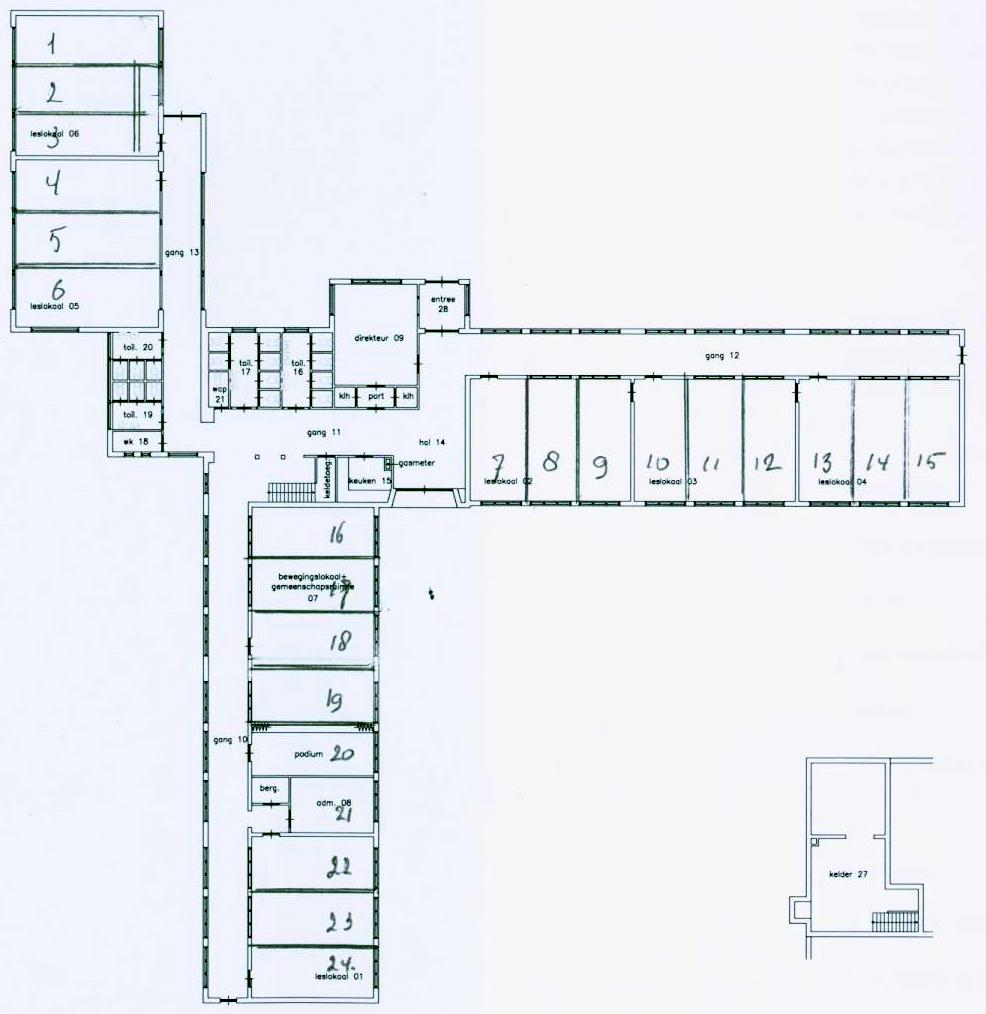 1
2
3
leslokaal 06
4
5
6
leslokaal 05
gang 13
toil. 20
toil. 19
wk 18
wcp
21
toil.
17
toil.
16
direkteur 09
entree
28
klh
port
klh
gang 12
gang 11
hal 14
gasmeter
keldetoeg.
keuken 15
7
8
9
10
11
12
13
14
15
leslokaal 02
leslokaal 03
leslokaal 04
16
bewegingslokaal+
gemeenschapsruimte
07
17
18
19
gang 10
podium
20
berg.
adm. 08
21
22
23
24.
leslokaal 01
kelder 27